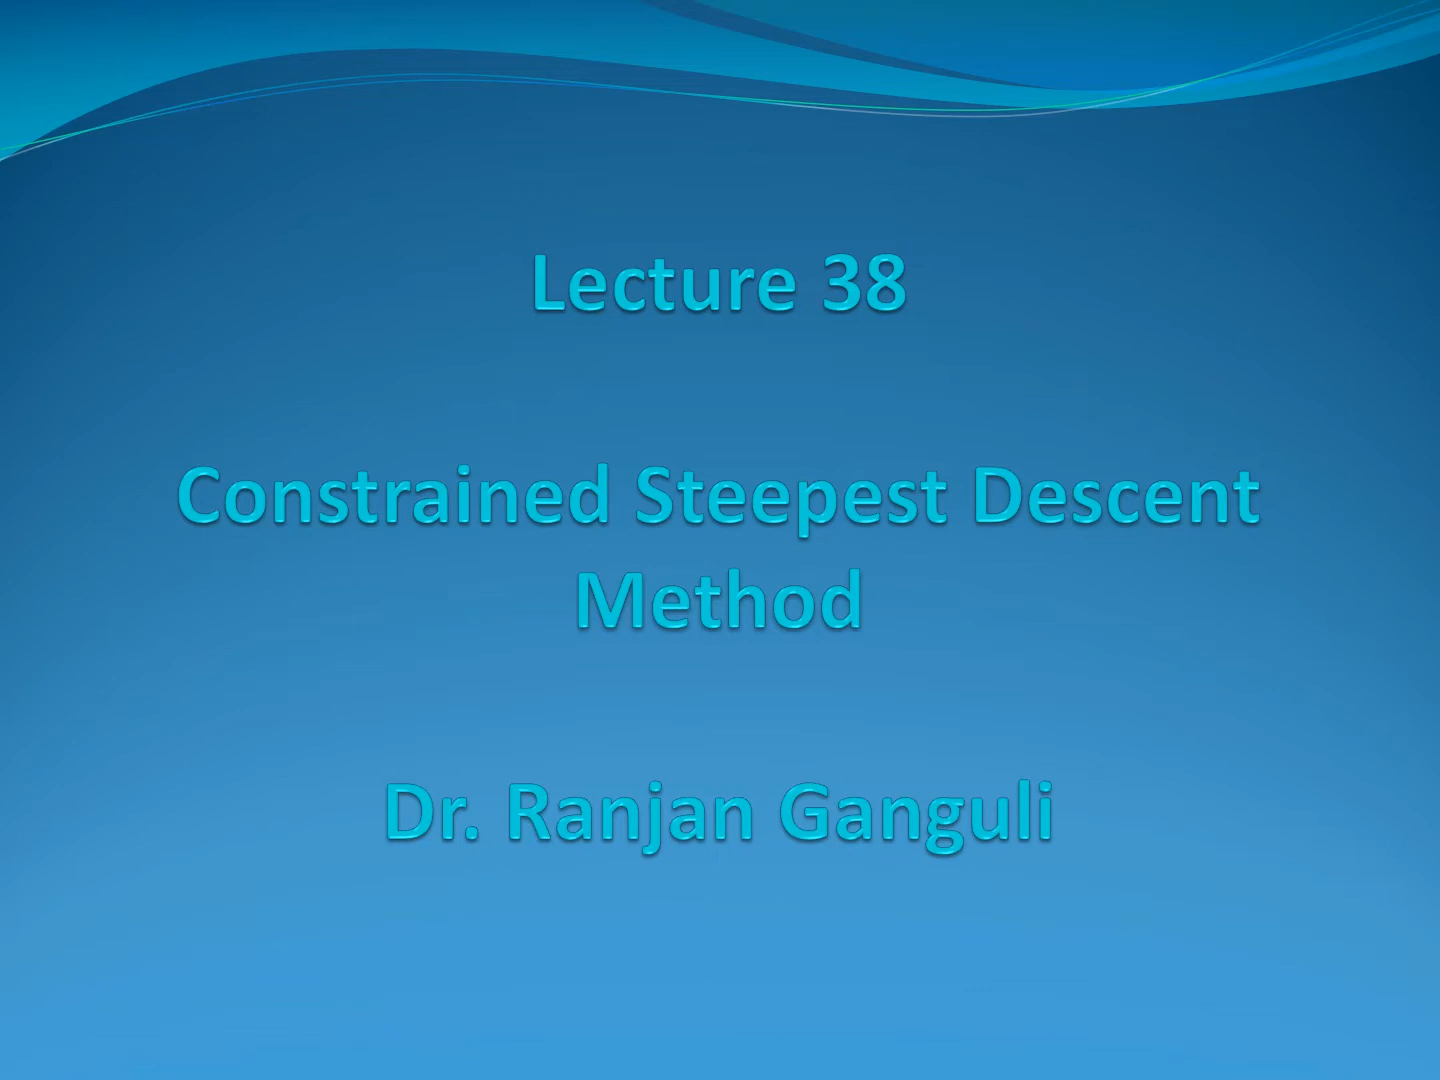 Lecture 38
Constrained Steepest Descent
Method
Dr. Ranjan Ganguli